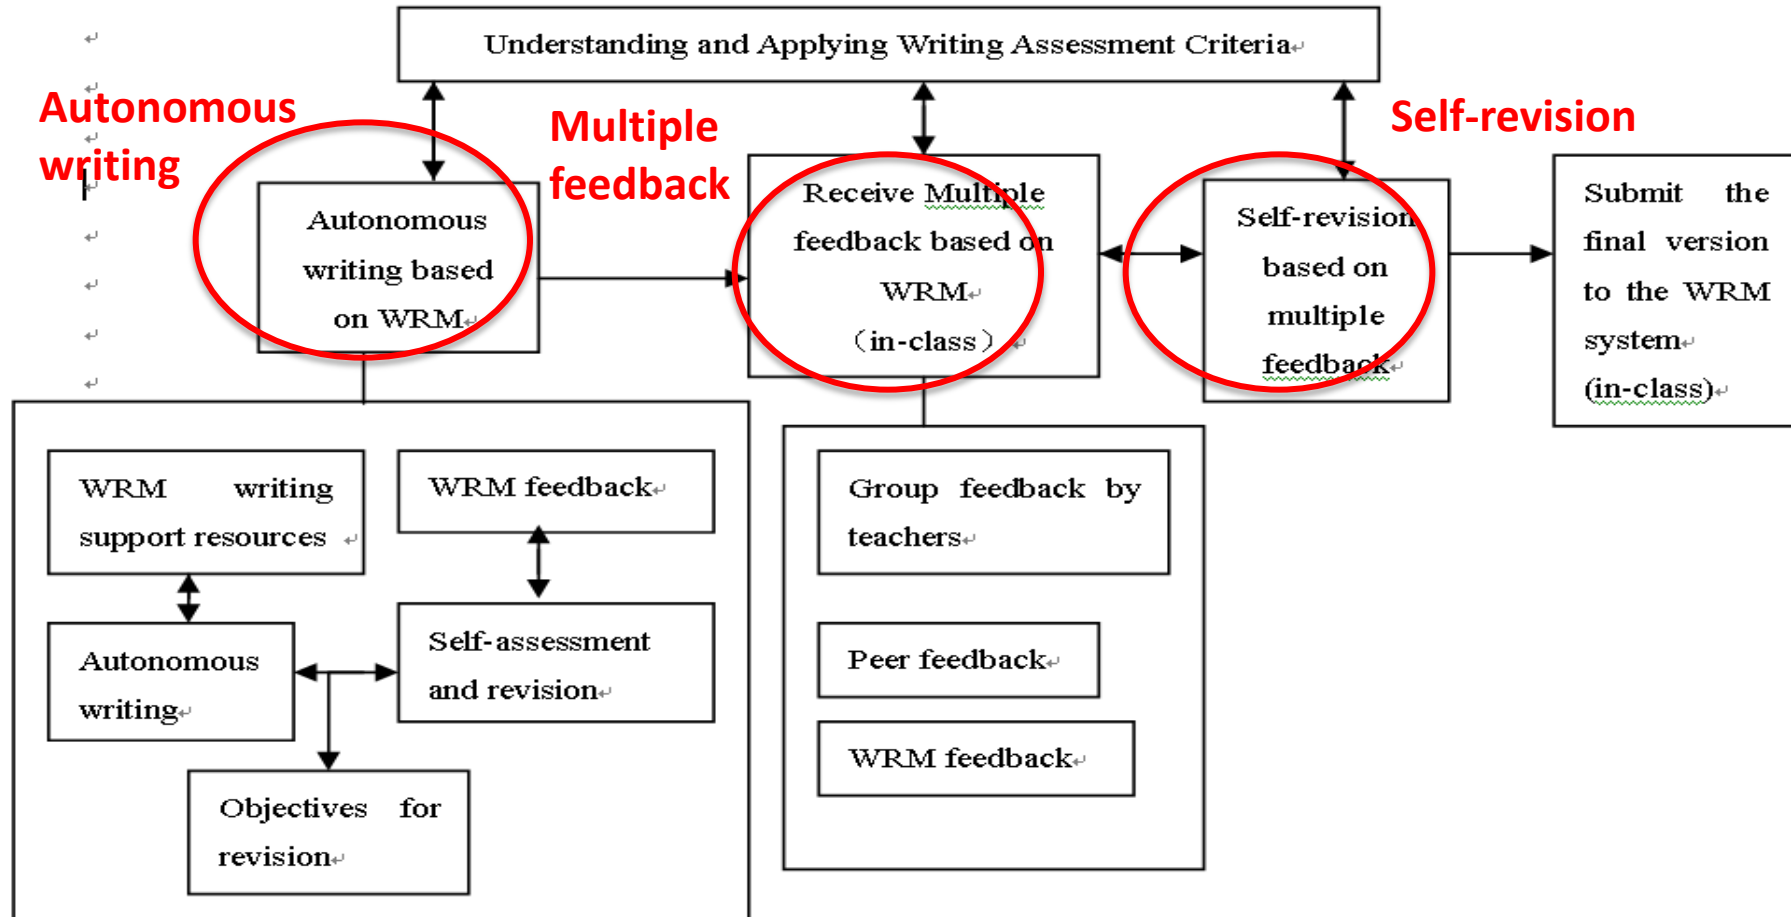 Understanding and Applying Writing Assessment Criteria
Autonomous
writing
Multiple
feedback
Self-revision
Autonomous
writing based
on WRM
Receive Multiple
feedback based on
WRM
（in-class）
Self-revision
based on
multiple
feedback
Submit the
final version
to the WRM
system
(in-class)
WRM writing
support resources
WRM feedback
Autonomous
writing
Self-assessment
and revision
Objectives for
revision
Group feedback by
teachers
Peer feedback
WRM feedback